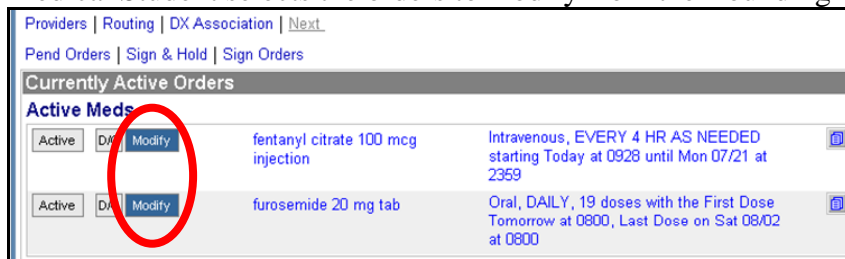 Providers | Routing | DX Association | Next
Pend Orders | Sign & Hold | Sign Orders
Currently Active Orders
Active Meds
Active Modify fentanyl citrate 100 mcg Intravenous, EVERY 4 HR AS NEEDED
injection starting Today at 0928 until Mon 07/21 at
2359
Active Modify furosemide 20 mg tab Oral, DAILY, 19 doses with the First Dose
Tomorrow at 0800, Last Dose on Sat 08/02
at 0800